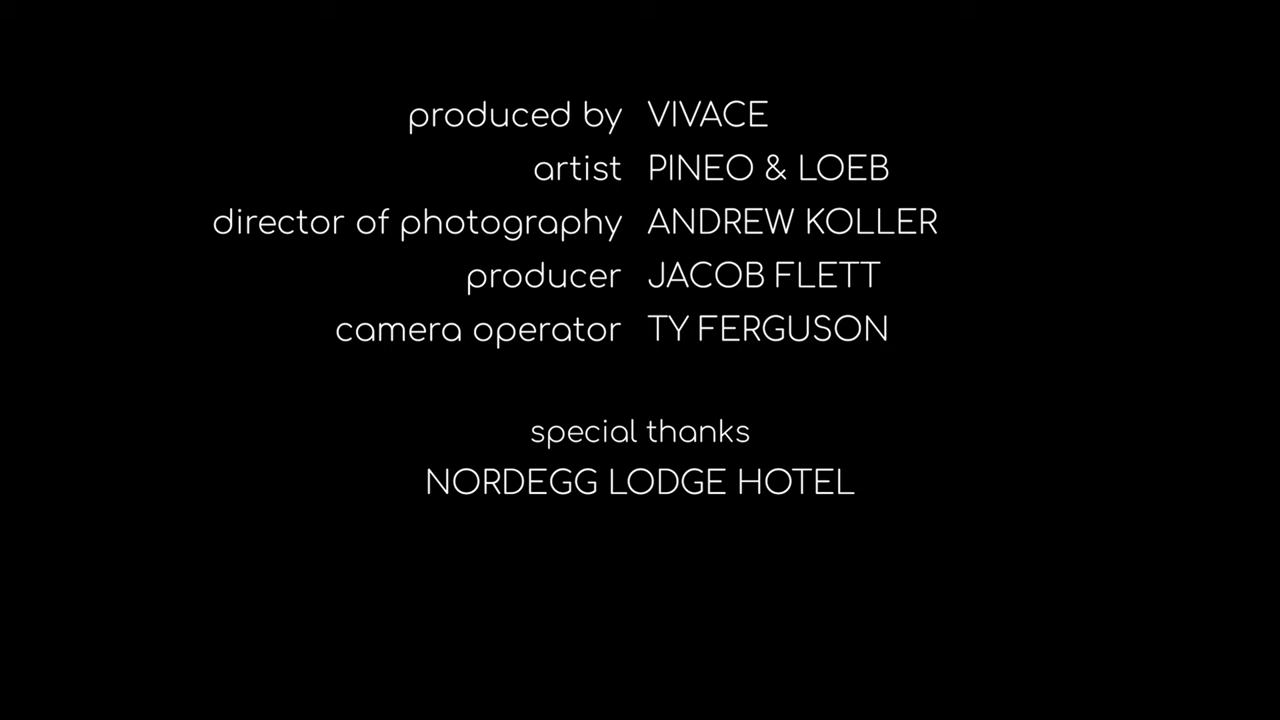 produced by VIVACE
artist PINEO & LOEB
director of photography ANDREW KOLLER
producer JACOB FLETT
camera operator TY FERGUSON
special thanks
NORDEGG LODGE HOTEL